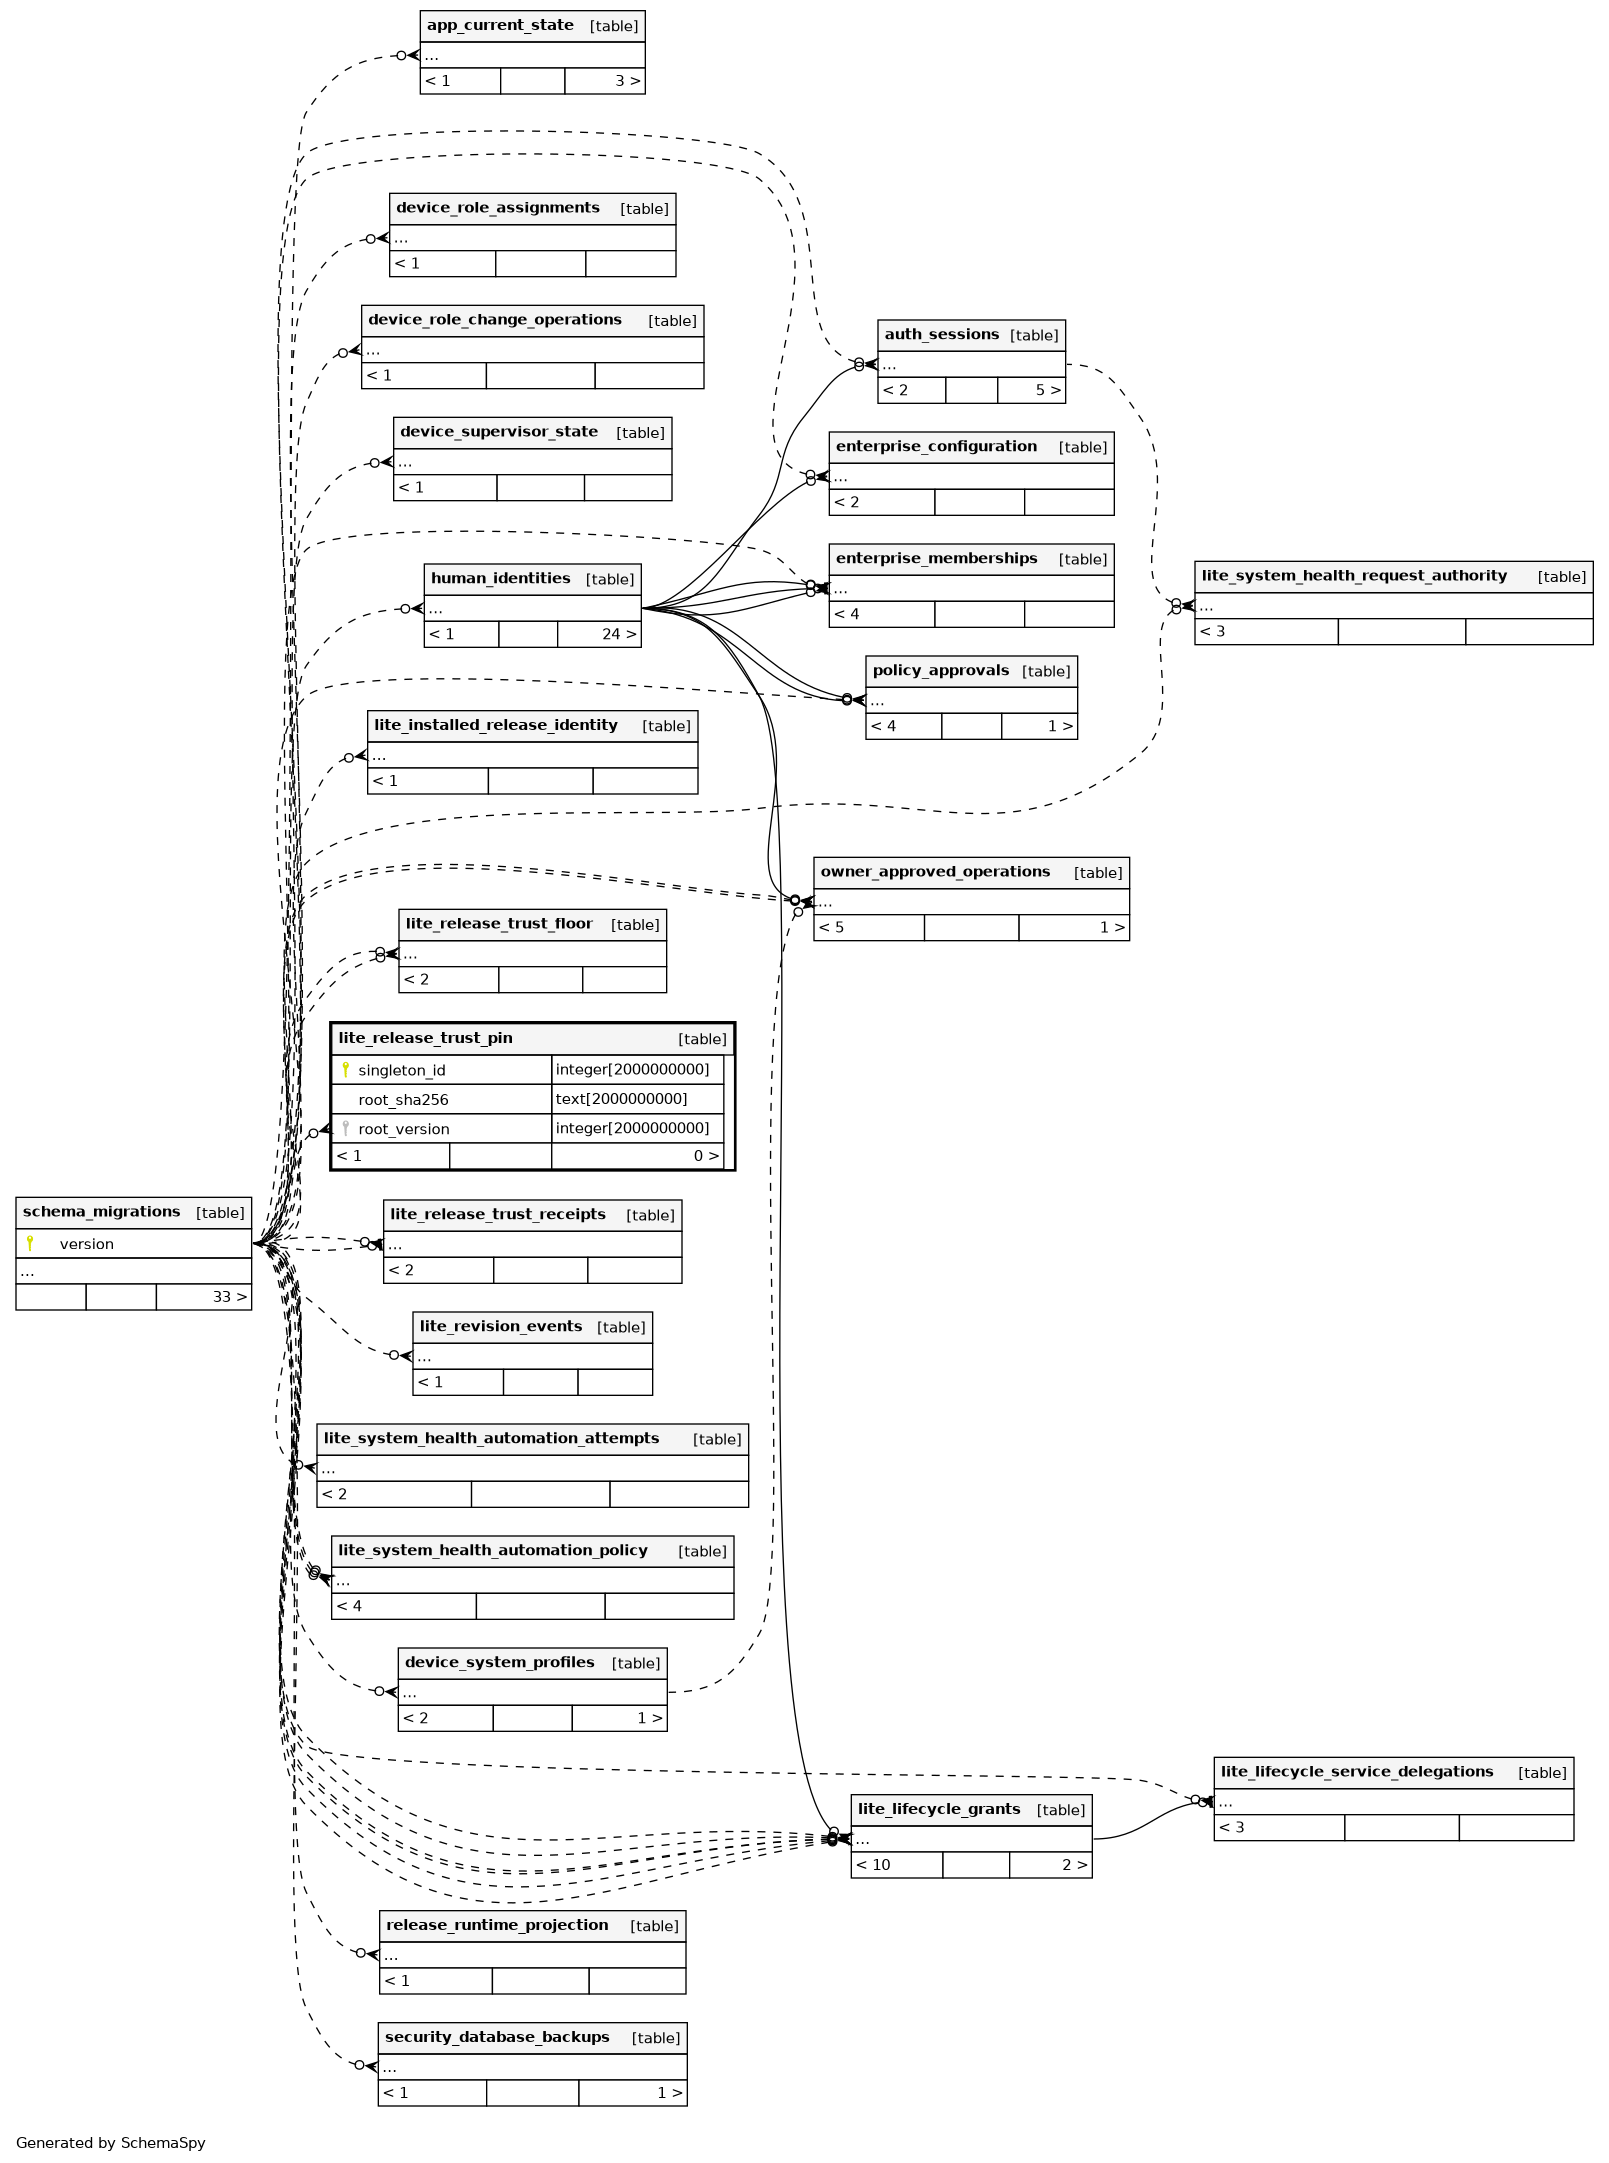 app_current_state [table]
...
< 1 3 >
device_role_assignments [table]
...
< 1
device_role_change_operations [table]
...
< 1
auth_sessions [table]
...
< 2 5 >
device_supervisor_state [table]
...
< 1
enterprise_configuration [table]
...
< 2
enterprise_memberships [table]
...
< 4
human_identities [table]
...
< 1 24 >
lite_system_health_request_authority [table]
...
< 3
policy_approvals [table]
...
< 4 1 >
lite_installed_release_identity [table]
...
< 1
owner_approved_operations [table]
...
< 5 1 >
lite_release_trust_floor [table]
...
< 2
lite_release_trust_pin [table]
singleton_id integer[2000000000]
root_sha256 text[2000000000]
root_version integer[2000000000]
< 1 0 >
schema_migrations [table]
version
...
33 >
lite_release_trust_receipts [table]
...
< 2
lite_revision_events [table]
...
< 1
lite_system_health_automation_attempts [table]
...
< 2
lite_system_health_automation_policy [table]
...
< 4
device_system_profiles [table]
...
< 2 1 >
lite_lifecycle_service_delegations [table]
...
< 3
lite_lifecycle_grants [table]
...
< 10 2 >
release_runtime_projection [table]
...
< 1
security_database_backups [table]
...
< 1 1 >
Generated by SchemaSpy